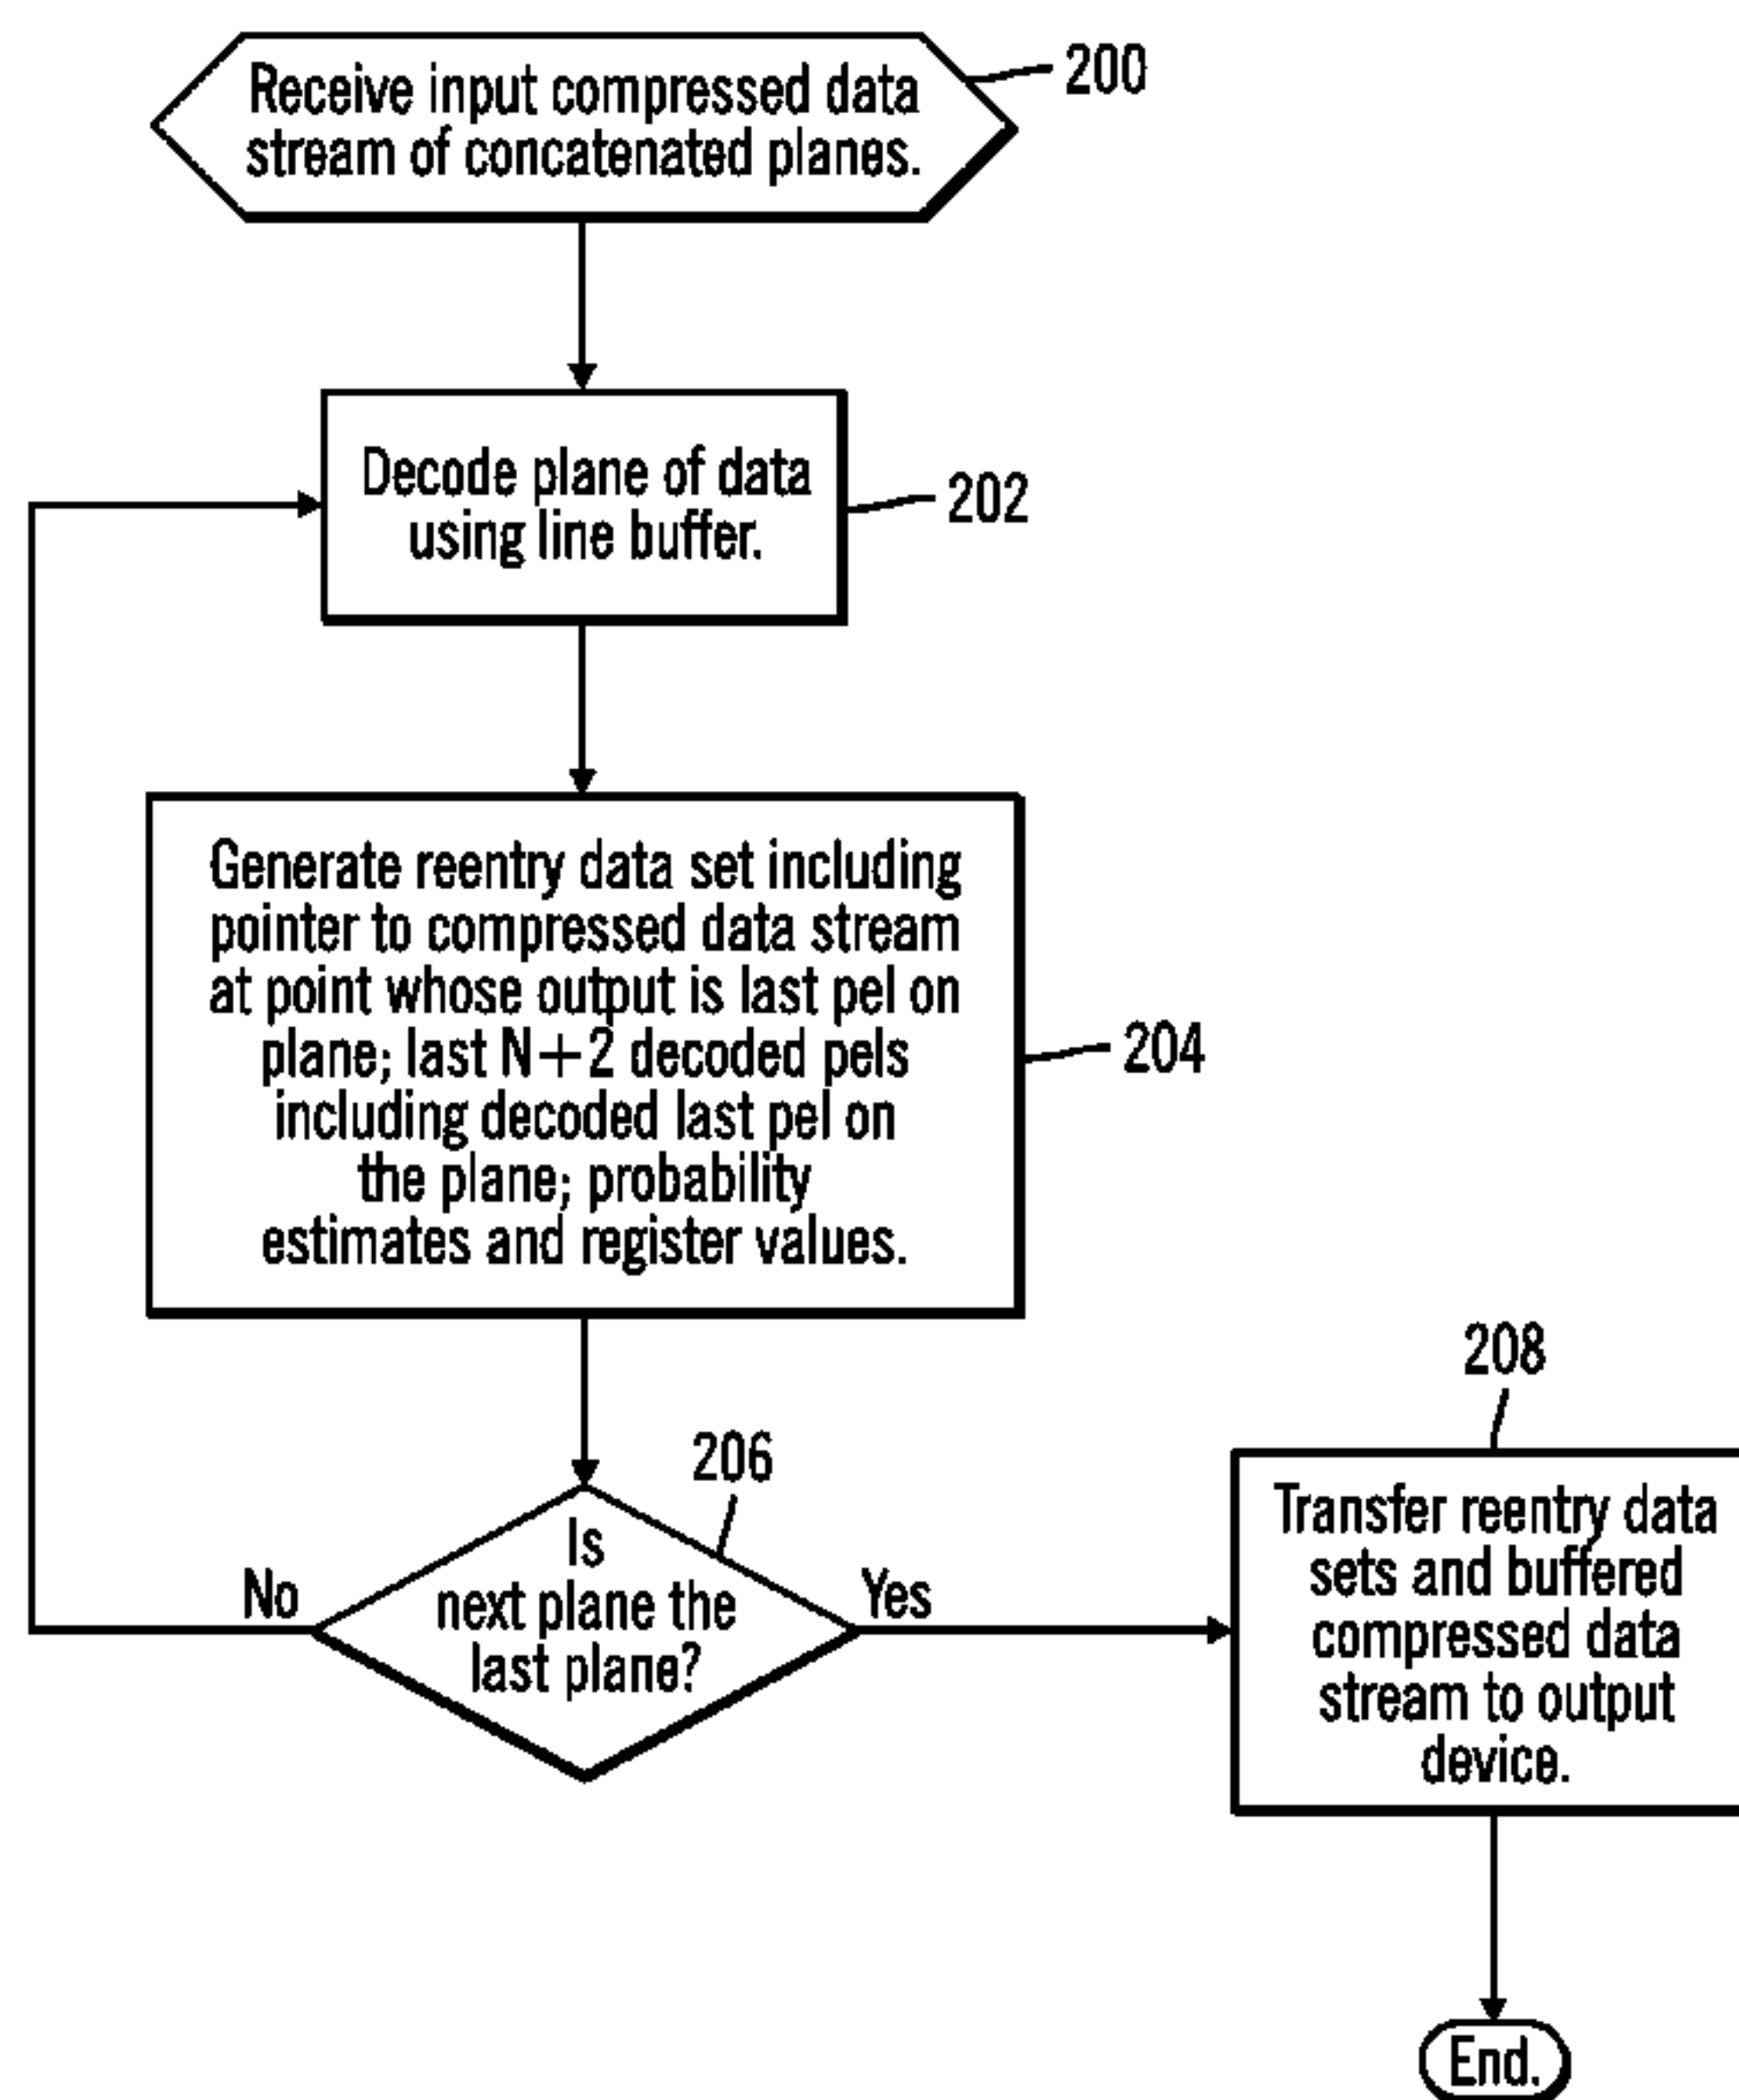 Receive input compressed data
stream of concatenated planes.
200
Decode plane of data
using line buffer.
202
Generate reentry data set including
pointer to compressed data stream
at point whose output is last pel on
plane; last N+2 decoded pels
including decoded last pel on
the plane; probability
estimates and register values.
204
206
Is
next plane the
last plane?
No
Yes
208
Transfer reentry data
sets and buffered
compressed data
stream to output
device.
End.